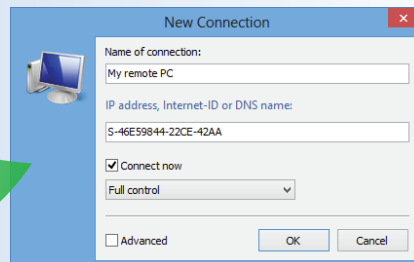 New Connection
Name of connection:
My remote PC
IP address, Internet-ID or DNS name:
S-46E59844-22CE-42AA
Connect now
Full control
Advanced
OK
Cancel